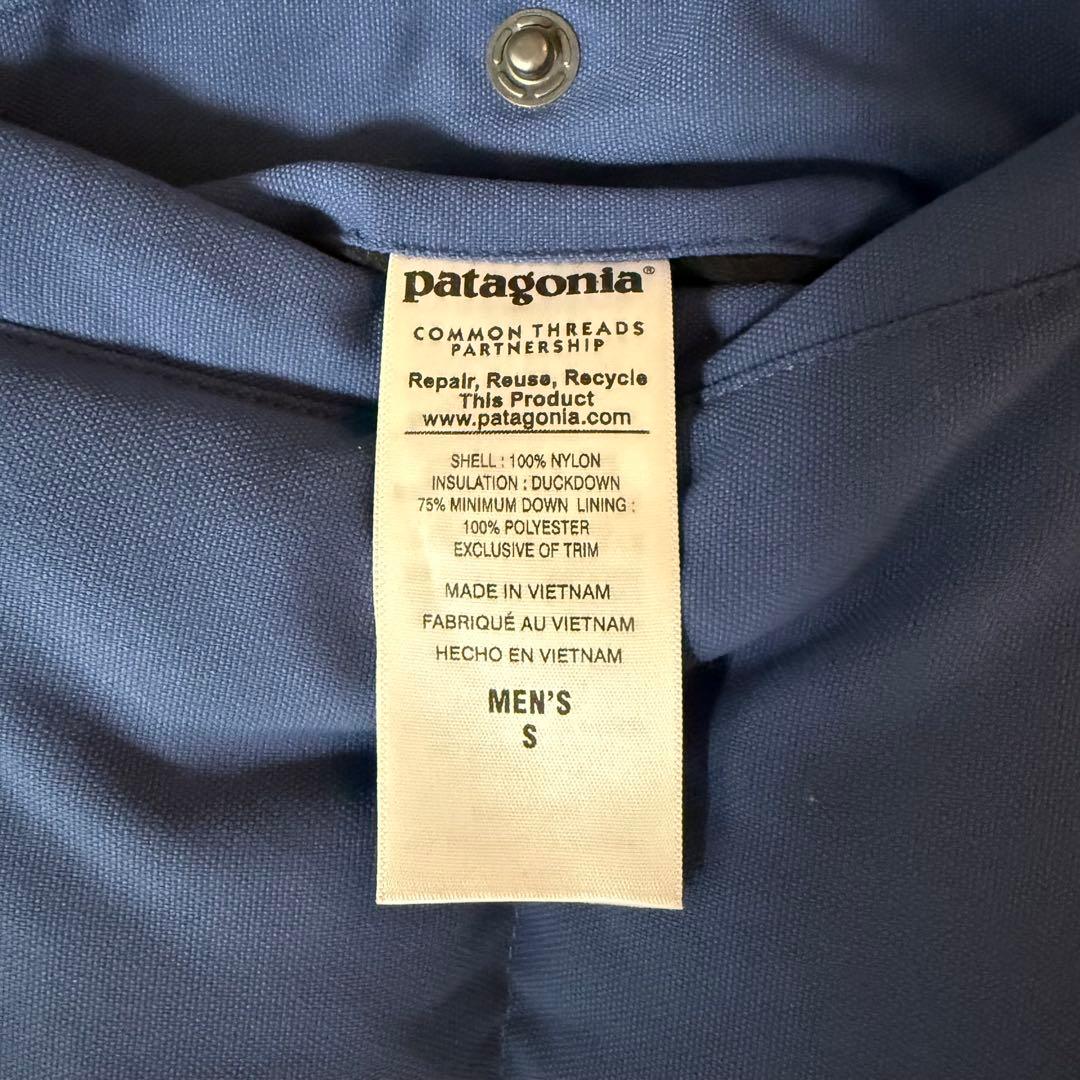 patagonia®
COMMON THREADS
PARTNERSHIP
Repair, Reuse, Recycle
This Product
www.patagonia.com
SHELL : 100% NYLON
INSULATION : DUCKDOWN
75% MINIMUM DOWN LINING :
100% POLYESTER
EXCLUSIVE OF TRIM
MADE IN VIETNAM
FABRIQUÉ AU VIETNAM
HECHO EN VIETNAM
MEN'S
S